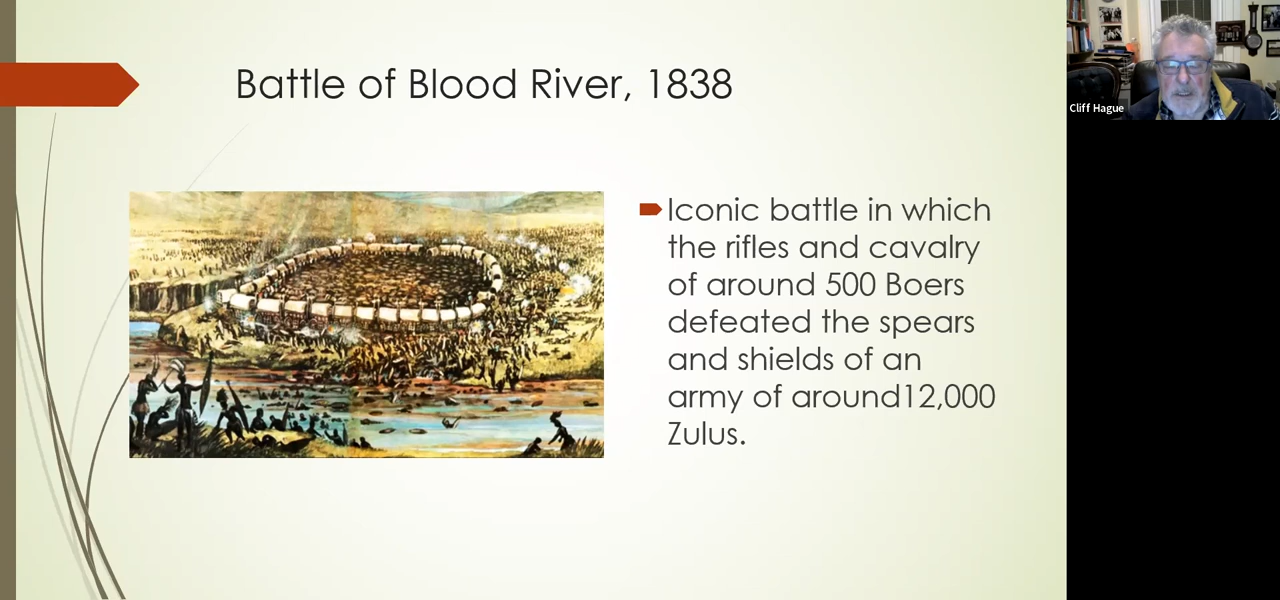 Battle of Blood River, 1838
Iconic battle in which
the rifles and cavalry
of around 500 Boers
defeated the spears
and shields of an
army of around12,000
Zulus.
Cliff Hague